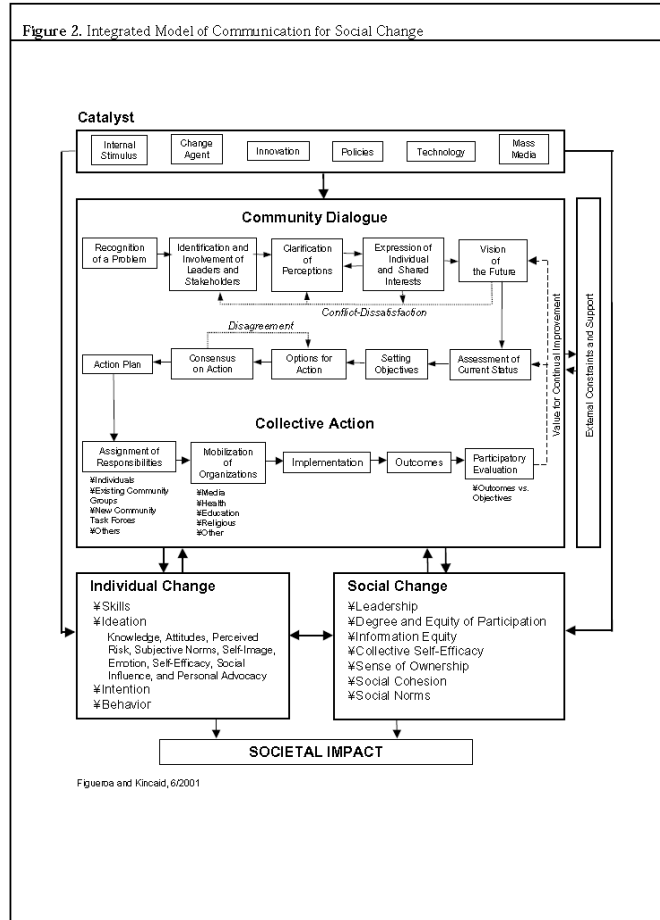 Figure 2. Integrated Model of Communication for Social Change
Catalyst
Internal
Stimulus
Change
Agent
Innovation
Policies
Technology
Mass
Media
Community Dialogue
Recognition
of a Problem
Identification and
Involvement of
Leaders and
Stakeholders
Clarification
of
Perceptions
Expression of
Individual
and Shared
Interests
Vision
of
the Future
Conflict-Dissatisfaction
Disagreement
Action Plan
Consensus
on Action
Options for
Action
Setting
Objectives
Assessment of
Current Status
Value for Continual Improvement
External Constraints and Support
Collective Action
Assignment of
Responsibilities
¥Individuals
¥Existing Community
Groups
¥New Community
Task Forces
¥Others
Mobilization
of
Organizations
¥Media
¥Health
¥Education
¥Religious
¥Other
Implementation
Outcomes
Participatory
Evaluation
¥Outcomes vs.
Objectives
Individual Change
¥Skills
¥Ideation
Knowledge, Attitudes, Perceived
Risk, Subjective Norms, Self-Image,
Emotion, Self-Efficacy, Social
Influence, and Personal Advocacy
¥Intention
¥Behavior
Social Change
¥Leadership
¥Degree and Equity of Participation
¥Information Equity
¥Collective Self-Efficacy
¥Sense of Ownership
¥Social Cohesion
¥Social Norms
SOCIETAL IMPACT
Figueroa and Kincaid, 6/2001